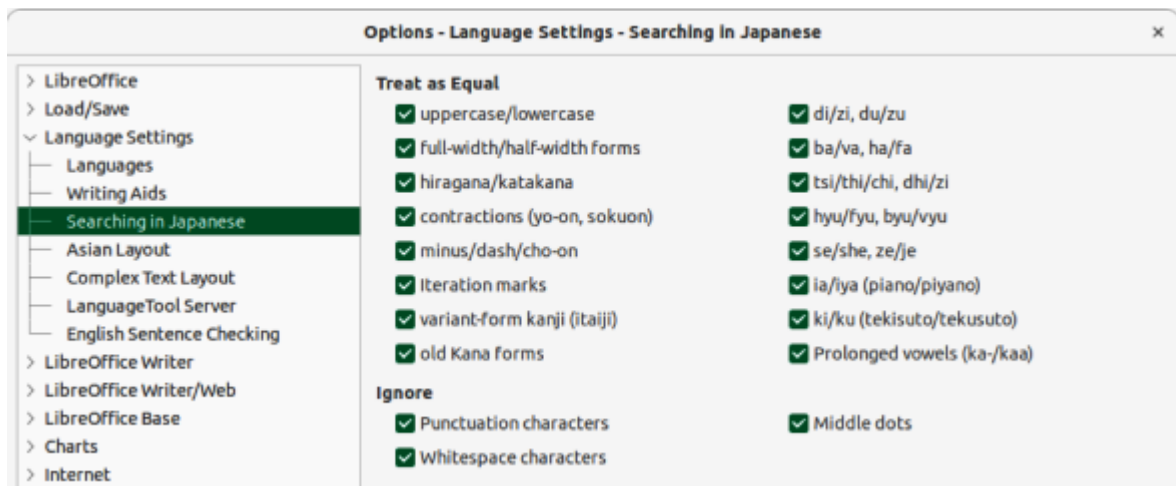 Options - Language Settings - Searching in Japanese
LibreOffice
Load/Save
Language Settings
Languages
Writing Aids
Searching in Japanese
Asian Layout
Complex Text Layout
LanguageTool Server
English Sentence Checking
LibreOffice Writer
LibreOffice Writer/Web
LibreOffice Base
Charts
Internet
Treat as Equal
uppercase/lowercase
full-width/half-width forms
hiragana/katakana
contractions (yo-on, sokuon)
minus/dash/cho-on
Iteration marks
variant-form kanji (itaiji)
old Kana forms
di/zi, du/zu
ba/va, ha/fa
tsi/thi/chi, dhi/zi
hyu/fyu, byu/vyu
se/she, ze/je
ia/iya (piano/piyano)
ki/ku (tekisuto/tekusuto)
Prolonged vowels (ka-/kaa)
Ignore
Punctuation characters
Whitespace characters
Middle dots